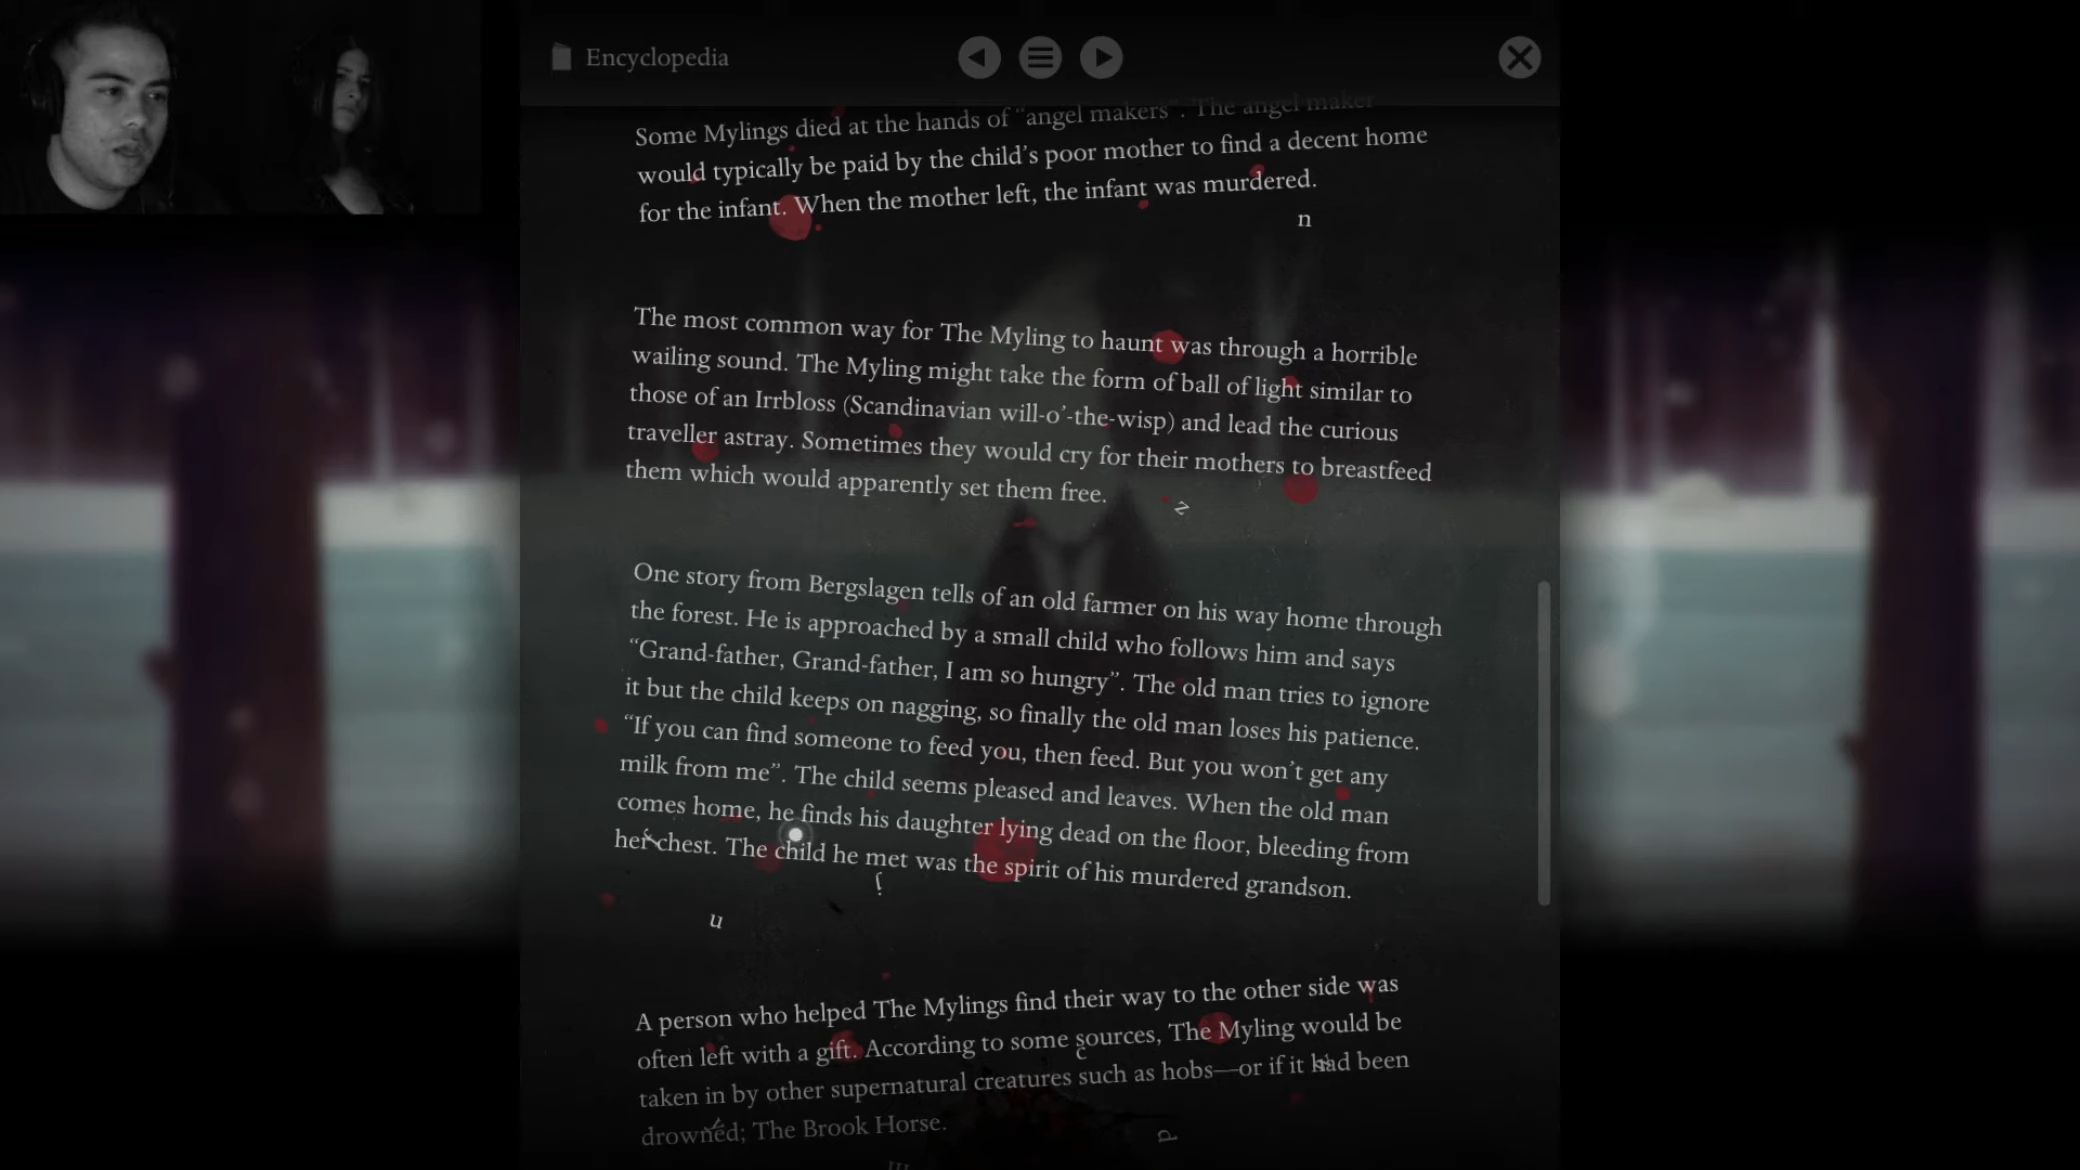 Encyclopedia
Some Mylings died at the hands of “angel makers”. The angel maker
would typically be paid by the child’s poor mother to find a decent home
for the infant. When the mother left, the infant was murdered.
n
The most common way for The Myling to haunt was through a horrible
wailing sound. The Myling might take the form of ball of light similar to
those of an Irrbloss (Scandinavian will-o’-the-wisp) and lead the curious
traveller astray. Sometimes they would cry for their mothers to breastfeed
them which would apparently set them free.
z
One story from Bergslagen tells of an old farmer on his way home through
the forest. He is approached by a small child who follows him and says
“Grand-father, Grand-father, I am so hungry”. The old man tries to ignore
it but the child keeps on nagging, so finally the old man loses his patience.
“If you can find someone to feed you, then feed. But you won’t get any
milk from me”. The child seems pleased and leaves. When the old man
comes home, he finds his daughter lying dead on the floor, bleeding from
her chest. The child he met was the spirit of his murdered grandson.
u
A person who helped The Mylings find their way to the other side was
often left with a gift. According to some sources, The Myling would be
c
taken in by other supernatural creatures such as hobs—or if it had been
drowned; The Brook Horse.